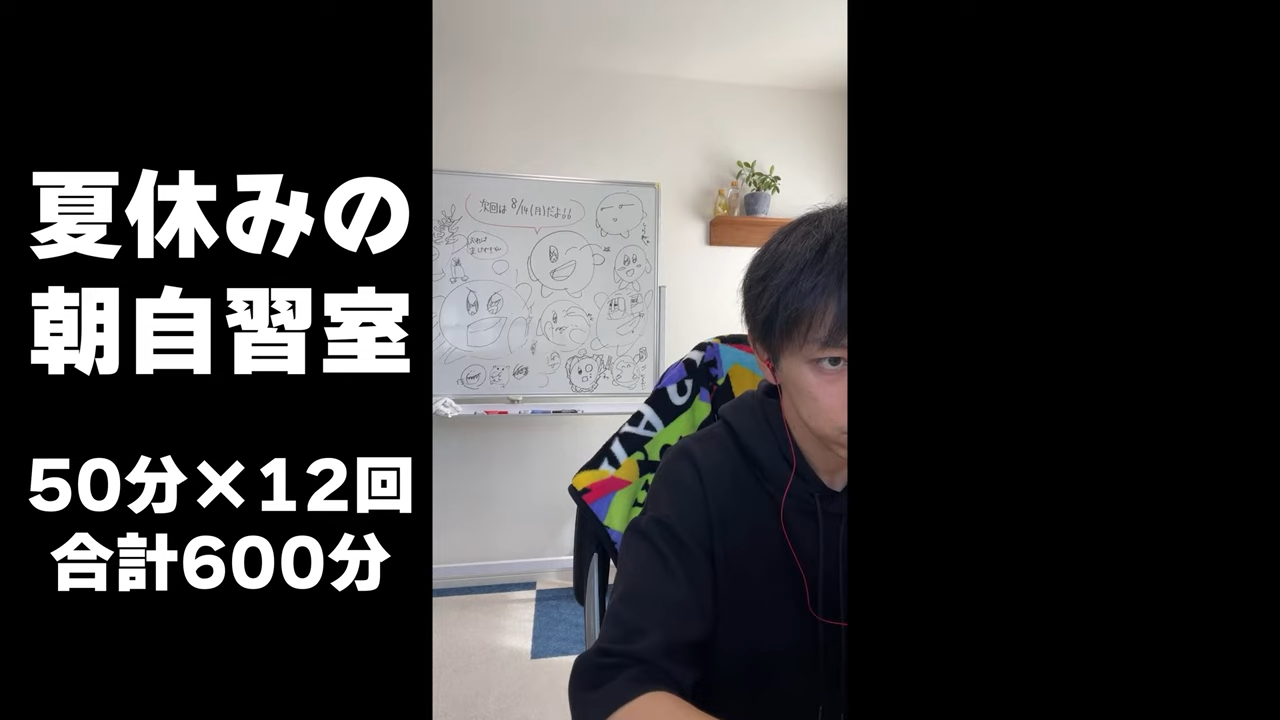 夏休みの
朝自習室
50分×12回
合計600分
次回は8/14(月)だよ!!